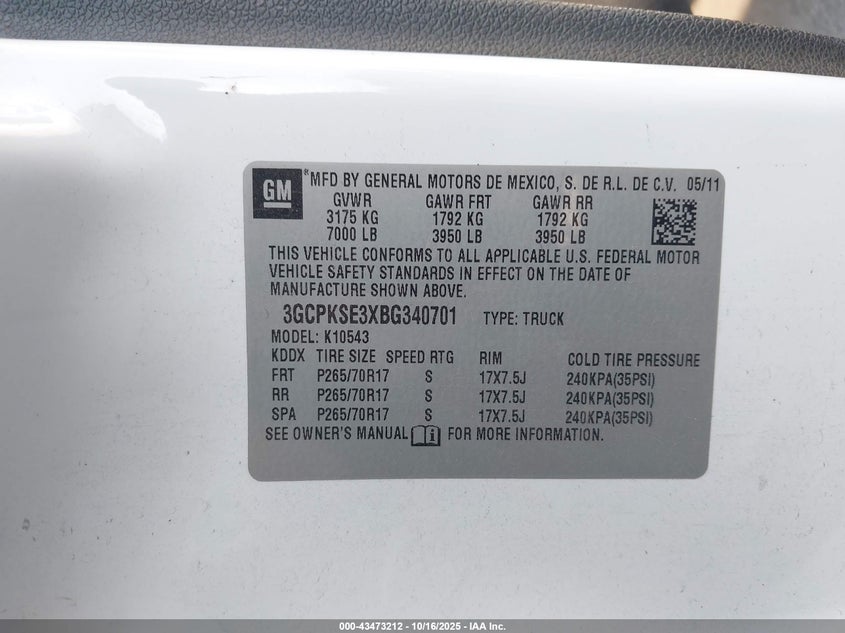 GM
®MFD BY GENERAL MOTORS DE MEXICO, S. DE R.L. DE C.V. 05/11
GVWR GAWR FRT GAWR RR
3175 KG 1792 KG 1792 KG
7000 LB 3950 LB 3950 LB
THIS VEHICLE CONFORMS TO ALL APPLICABLE U.S. FEDERAL MOTOR
VEHICLE SAFETY STANDARDS IN EFFECT ON THE DATE OF
MANUFACTURE SHOWN ABOVE.
3GCPKSE3XBG340701 TYPE: TRUCK
MODEL: K10543
KDDX TIRE SIZE SPEED RTG RIM COLD TIRE PRESSURE
FRT P265/70R17 S 17X7.5J 240KPA(35PSI)
RR P265/70R17 S 17X7.5J 240KPA(35PSI)
SPA P265/70R17 S 17X7.5J 240KPA(35PSI)
SEE OWNER'S MANUAL FOR MORE INFORMATION.
000-43473212 - 10/16/2025 - IAA Inc.